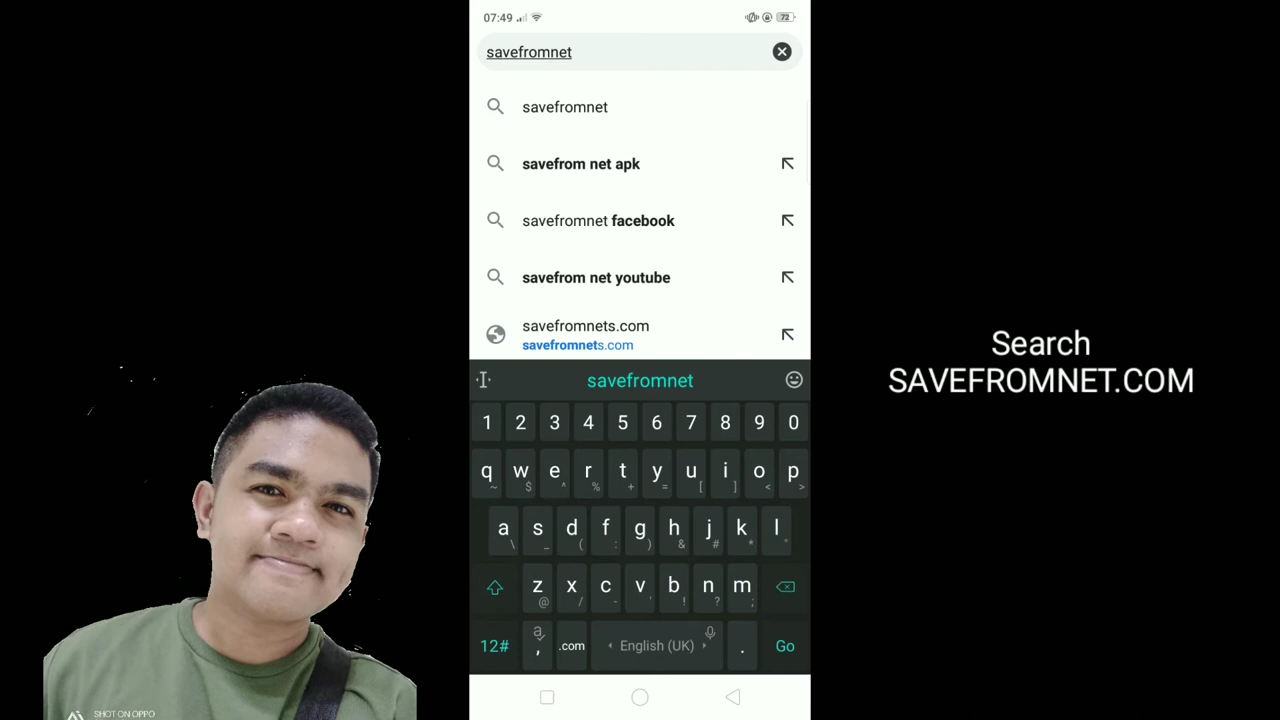 07:49
72
savefromnet
savefromnet
savefrom net apk
savefromnet facebook
savefrom net youtube
savefromnets.com
savefromnets.com
savefromnet
1 2 3 4 5 6 7 8 9 0
q w e r t y u i o p
~ $ ^ % + = [ ] < >
a s d f g h j k l
\ _ ( : ) & # * "
z x c v b n m
@ / - ' ! ? ;
12# , .com English (UK) . Go
Search
SAVEFROMNET.COM
SHOT ON OPPO